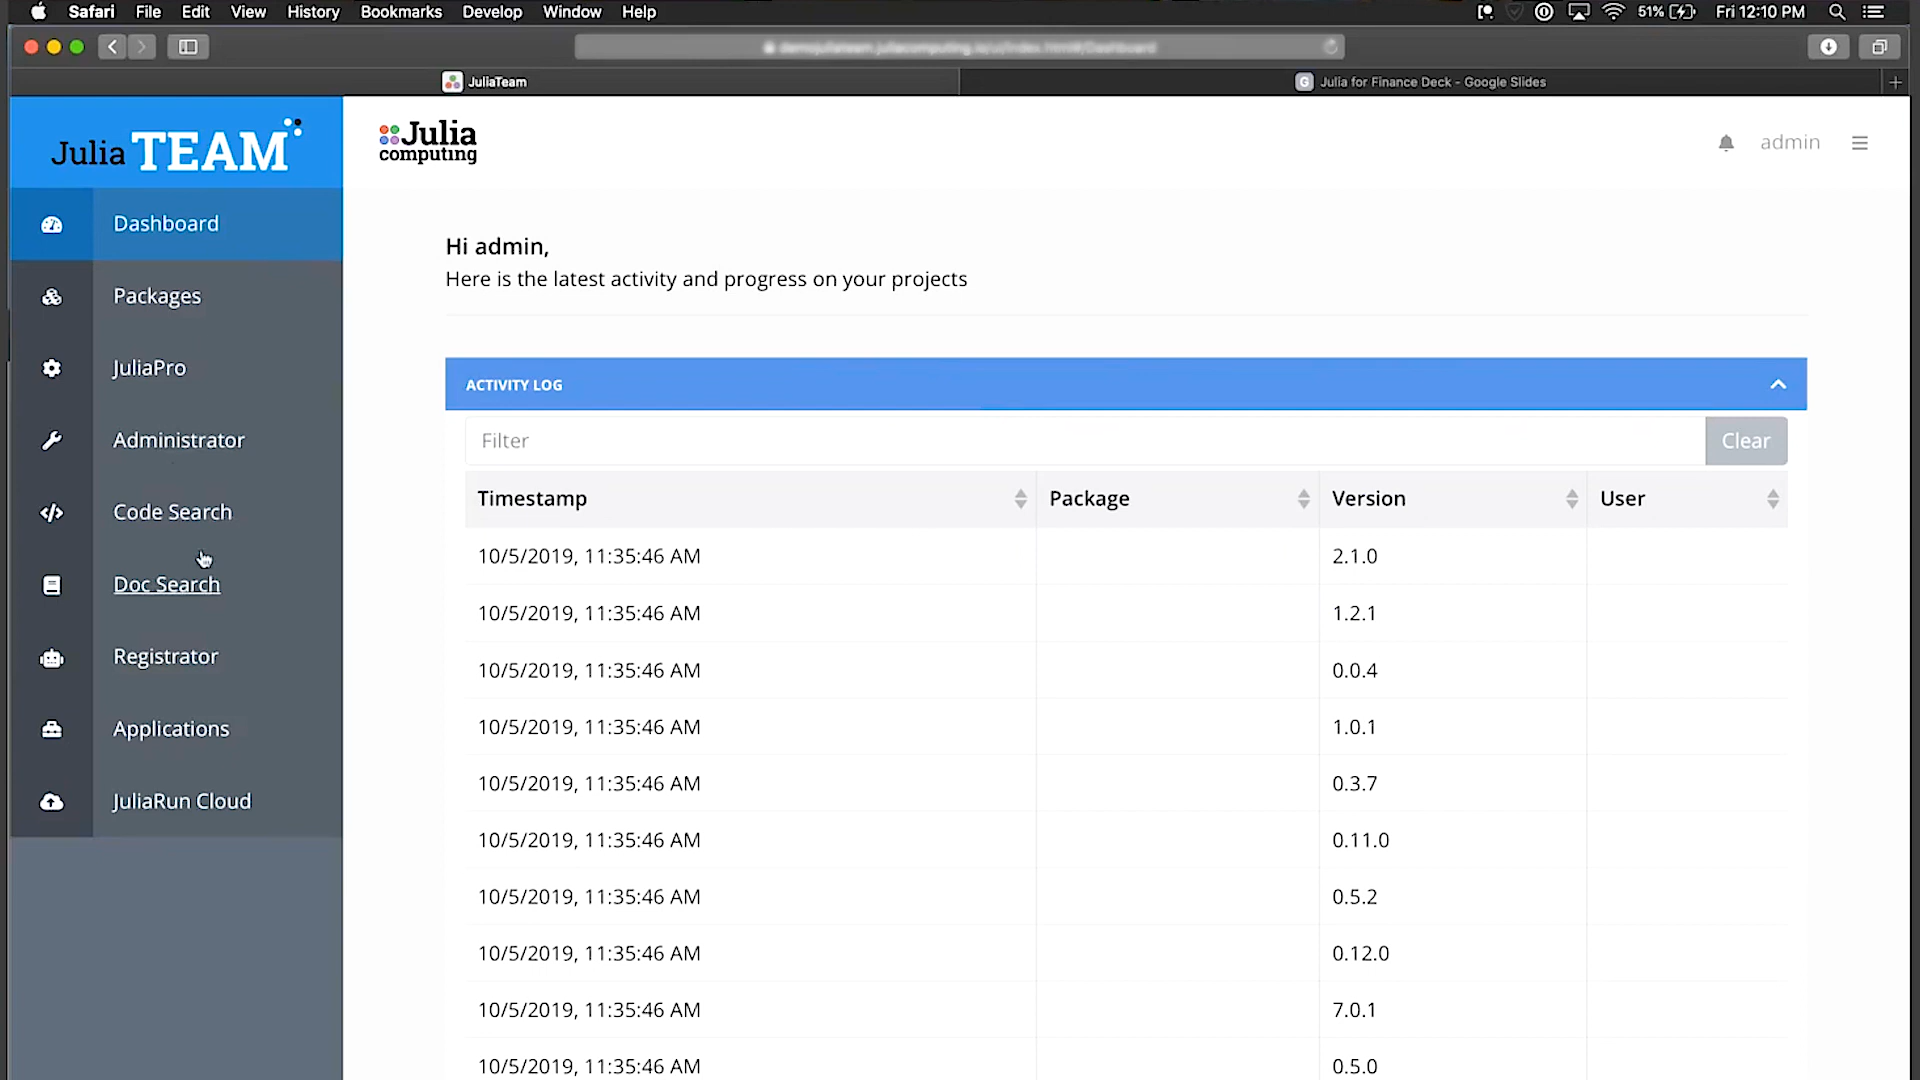 Safari File Edit View History Bookmarks Develop Window Help 51% Fri 12:10 PM
JuliaTeam
G Julia for Finance Deck - Google Slides
Julia TEAM
Julia
computing
admin
Dashboard
Packages
JuliaPro
Administrator
Code Search
Doc Search
Registrator
Applications
JuliaRun Cloud
Hi admin,
Here is the latest activity and progress on your projects
ACTIVITY LOG
Filter Clear
Timestamp Package Version User
10/5/2019, 11:35:46 AM 2.1.0
10/5/2019, 11:35:46 AM 1.2.1
10/5/2019, 11:35:46 AM 0.0.4
10/5/2019, 11:35:46 AM 1.0.1
10/5/2019, 11:35:46 AM 0.3.7
10/5/2019, 11:35:46 AM 0.11.0
10/5/2019, 11:35:46 AM 0.5.2
10/5/2019, 11:35:46 AM 0.12.0
10/5/2019, 11:35:46 AM 7.0.1
10/5/2019, 11:35:46 AM 0.5.0